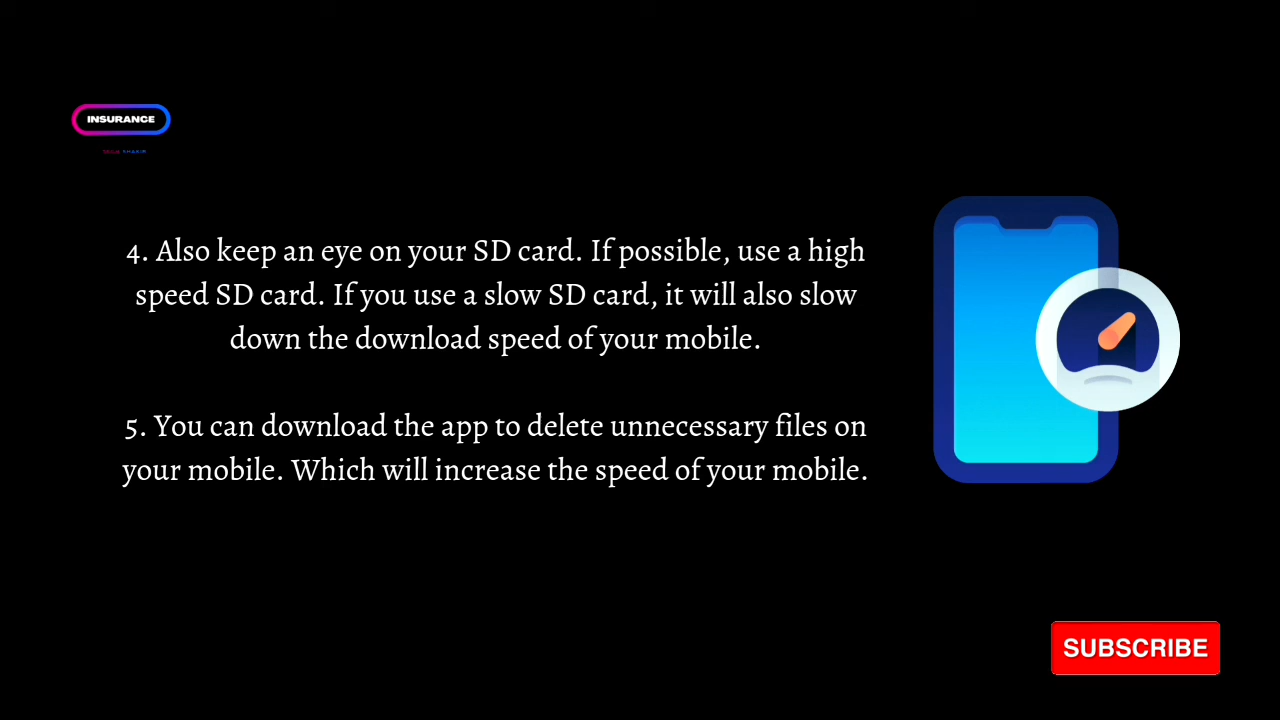 INSURANCE
4. Also keep an eye on your SD card. If possible, use a high
speed SD card. If you use a slow SD card, it will also slow
down the download speed of your mobile.
5. You can download the app to delete unnecessary files on
your mobile. Which will increase the speed of your mobile.
SUBSCRIBE